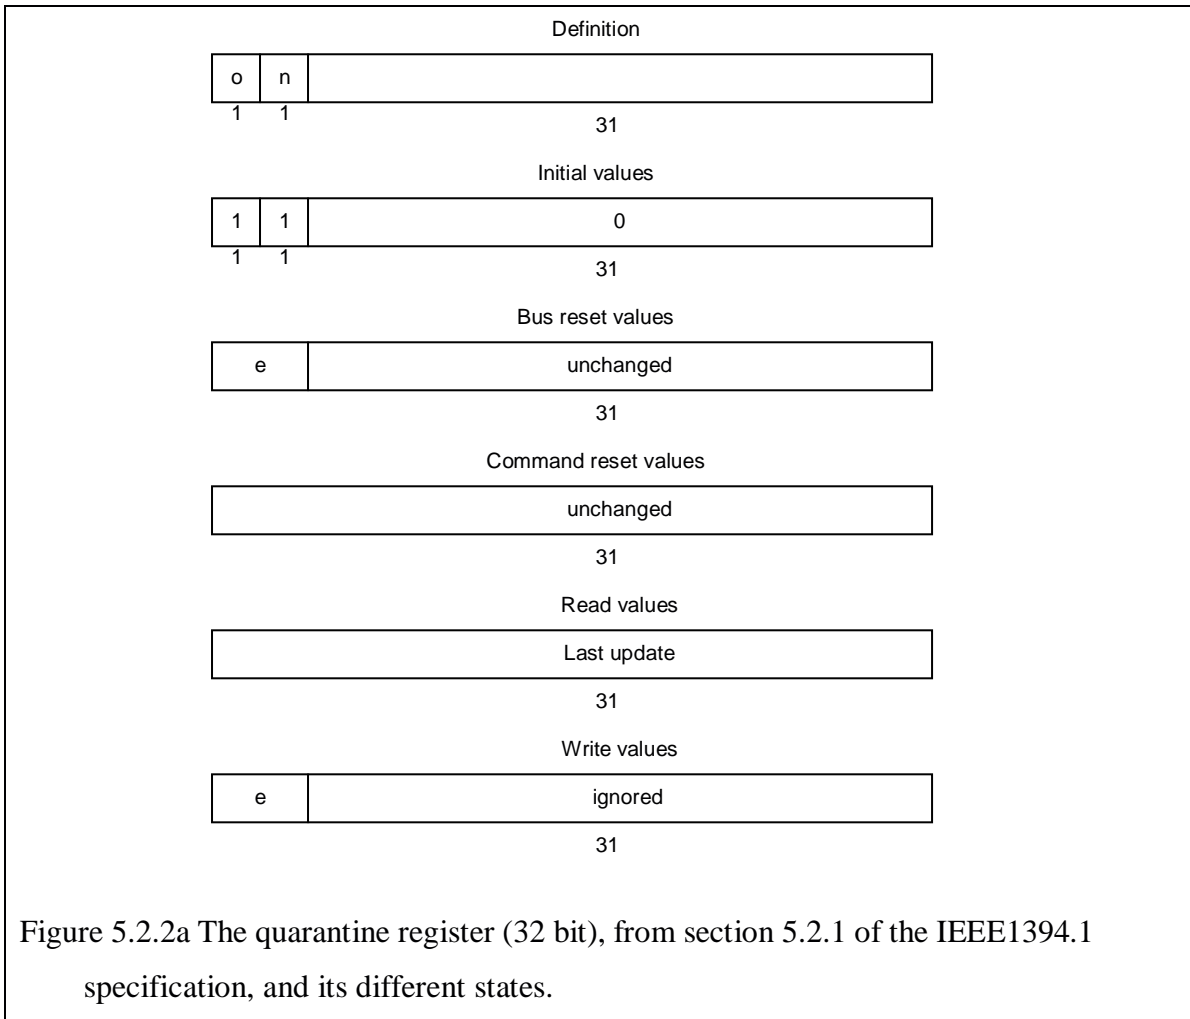 Definition
o n
1 1
31
Initial values
1 1 0
1 1
31
Bus reset values
e unchanged
31
Command reset values
unchanged
31
Read values
Last update
31
Write values
e ignored
31
Figure 5.2.2a The quarantine register (32 bit), from section 5.2.1 of the IEEE1394.1
specification, and its different states.